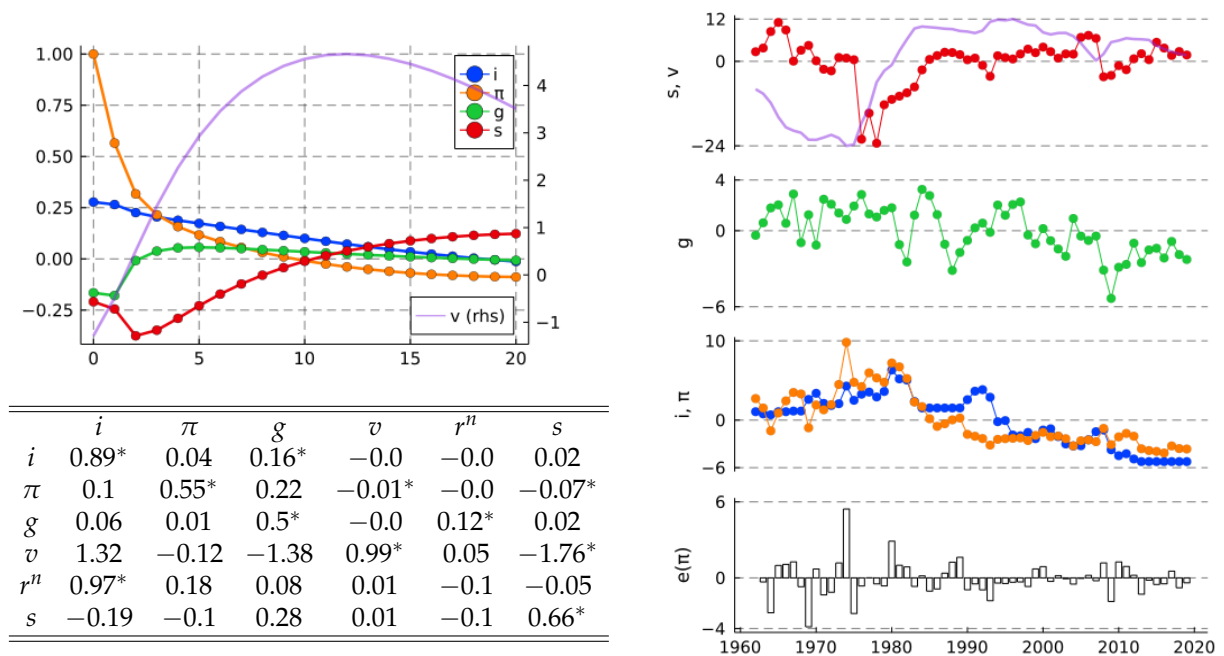 1.00
0.75
0.50
0.25
0.00
−0.25
0 5 10 15 20
4
3
2
1
0
−1
i
π
g
s
v (rhs)
i π g v rⁿ s
i 0.89* 0.04 0.16* −0.0 −0.0 0.02
π 0.1 0.55* 0.22 −0.01* −0.0 −0.07*
g 0.06 0.01 0.5* −0.0 0.12* 0.02
v 1.32 −0.12 −1.38 0.99* 0.05 −1.76*
rⁿ 0.97* 0.18 0.08 0.01 −0.1 −0.05
s −0.19 −0.1 0.28 0.01 −0.1 0.66*
12
0
−24
s, v
4
0
−6
g
10
0
−6
i, π
6
0
−4
e(π)
1960 1970 1980 1990 2000 2010 2020